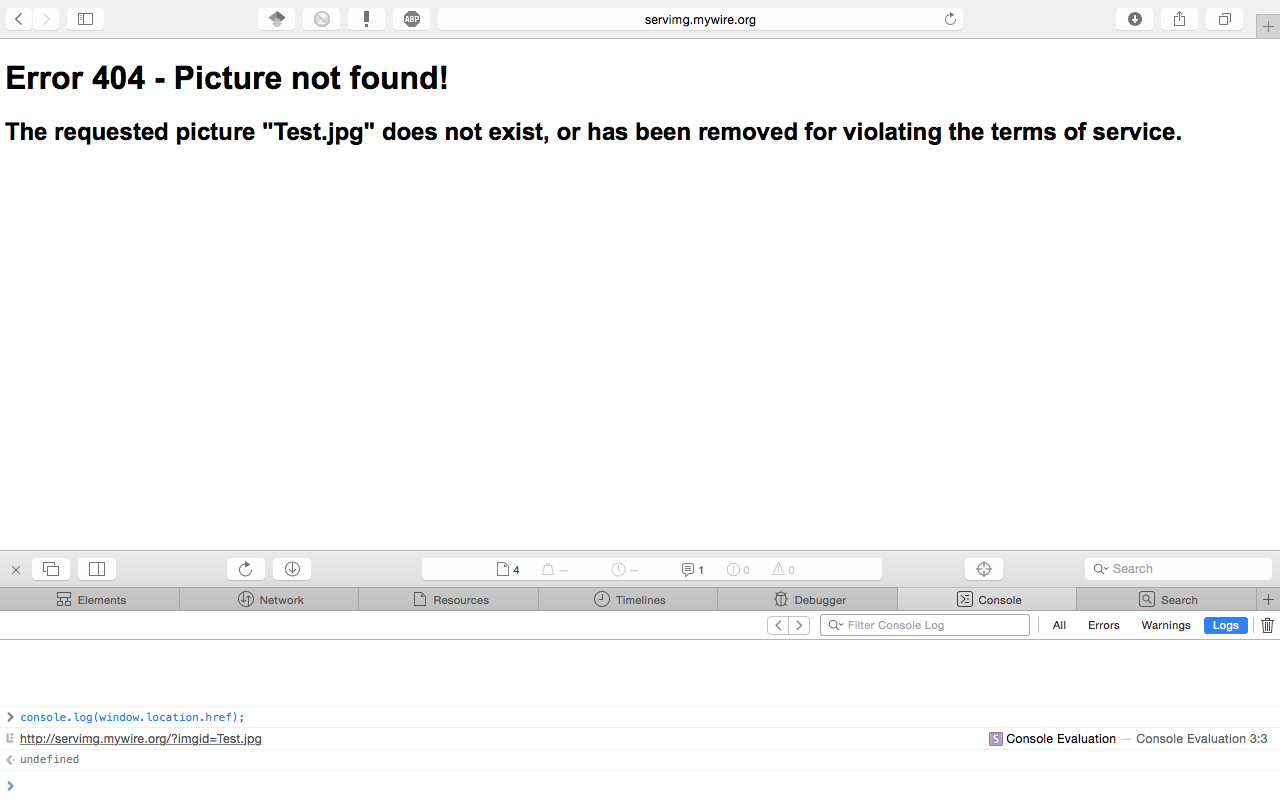 ABP
servimg.mywire.org
Error 404 - Picture not found!
The requested picture "Test.jpg" does not exist, or has been removed for violating the terms of service.
4 — — 1 0 0 Search
Elements Network Resources Timelines Debugger Console Search
Filter Console Log All Errors Warnings Logs
console.log(window.location.href);
http://servimg.mywire.org/?imgid=Test.jpg S Console Evaluation — Console Evaluation 3:3
undefined